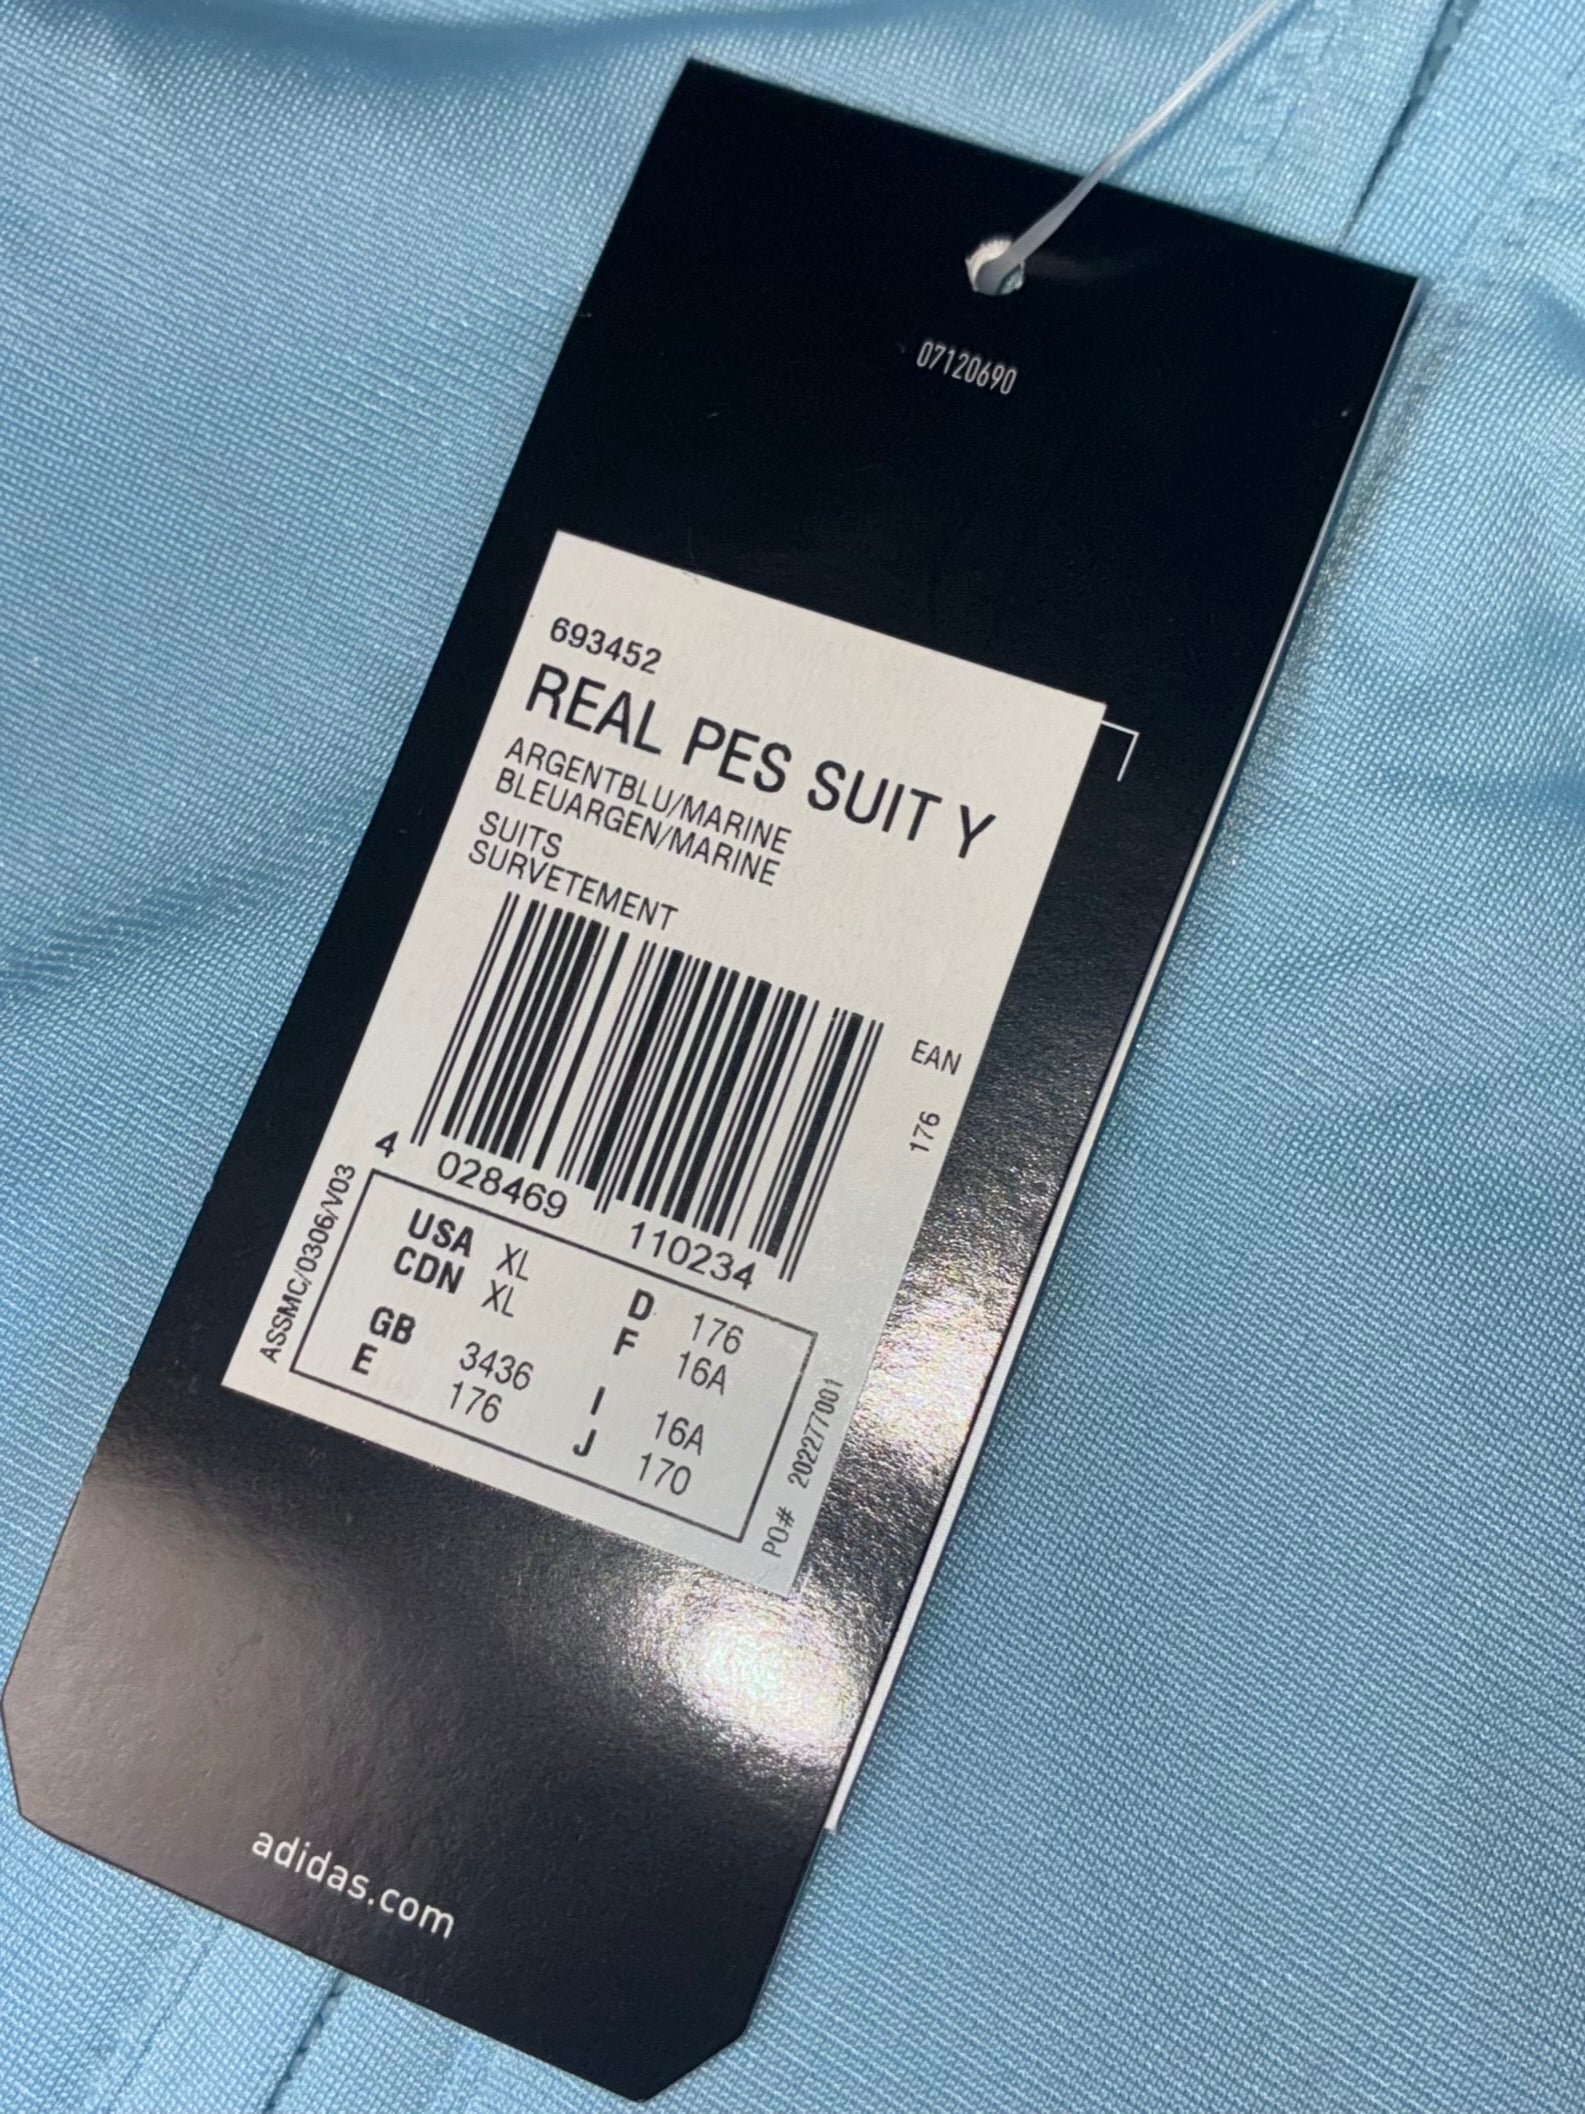 07120690
693452
REAL PES SUIT Y
ARGENTBLU/MARINE
BLEUARGEN/MARINE
SUITS
SURVETEMENT
EAN
176
4 028469 110234
ASSMC/0306/V03
USA XL D 176
CDN XL F 16A
GB 3436 I 16A
E 176 J 170
PO# 202277001
adidas.com